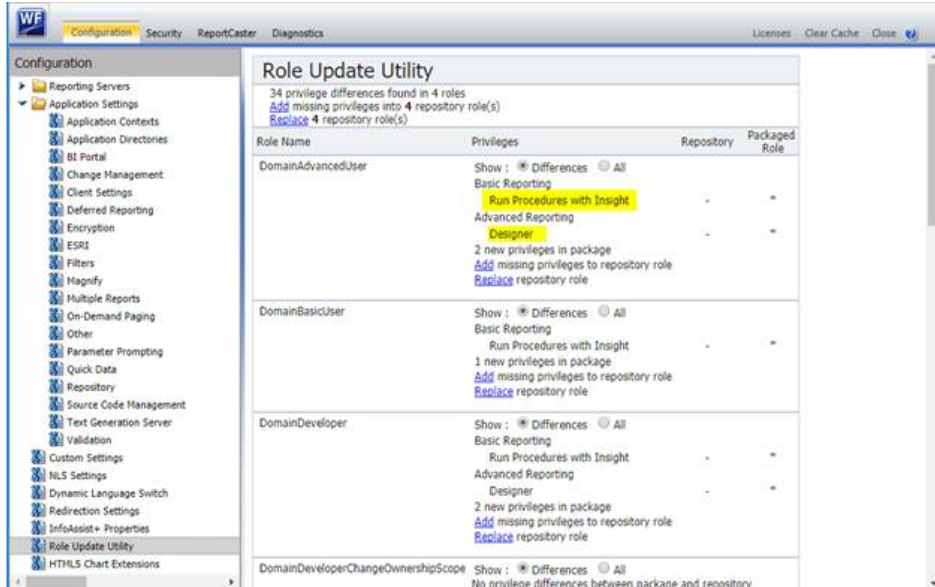 WF
Configuration Security ReportCaster Diagnostics Licenses Clear Cache Close
Configuration
Reporting Servers
Application Settings
Application Contexts
Application Directories
BI Portal
Change Management
Client Settings
Deferred Reporting
Encryption
ESRI
Filters
Magnify
Multiple Reports
On-Demand Paging
Other
Parameter Prompting
Quick Data
Repository
Source Code Management
Text Generation Server
Validation
Custom Settings
NLS Settings
Dynamic Language Switch
Redirection Settings
InfoAssist+ Properties
Role Update Utility
HTML5 Chart Extensions
Role Update Utility
34 privilege differences found in 4 roles
Add missing privileges into 4 repository role(s)
Replace 4 repository role(s)
Role Name Privileges Repository Packaged Role
DomainAdvancedUser Show : Differences All
Basic Reporting
Run Procedures with Insight - *
Advanced Reporting
Designer - *
2 new privileges in package
Add missing privileges to repository role
Replace repository role
DomainBasicUser Show : Differences All
Basic Reporting
Run Procedures with Insight - *
1 new privileges in package
Add missing privileges to repository role
Replace repository role
DomainDeveloper Show : Differences All
Basic Reporting
Run Procedures with Insight - *
Advanced Reporting
Designer - *
2 new privileges in package
Add missing privileges to repository role
Replace repository role
DomainDeveloperChangeOwnershipScope Show : Differences All
No privilege differences between package and repository